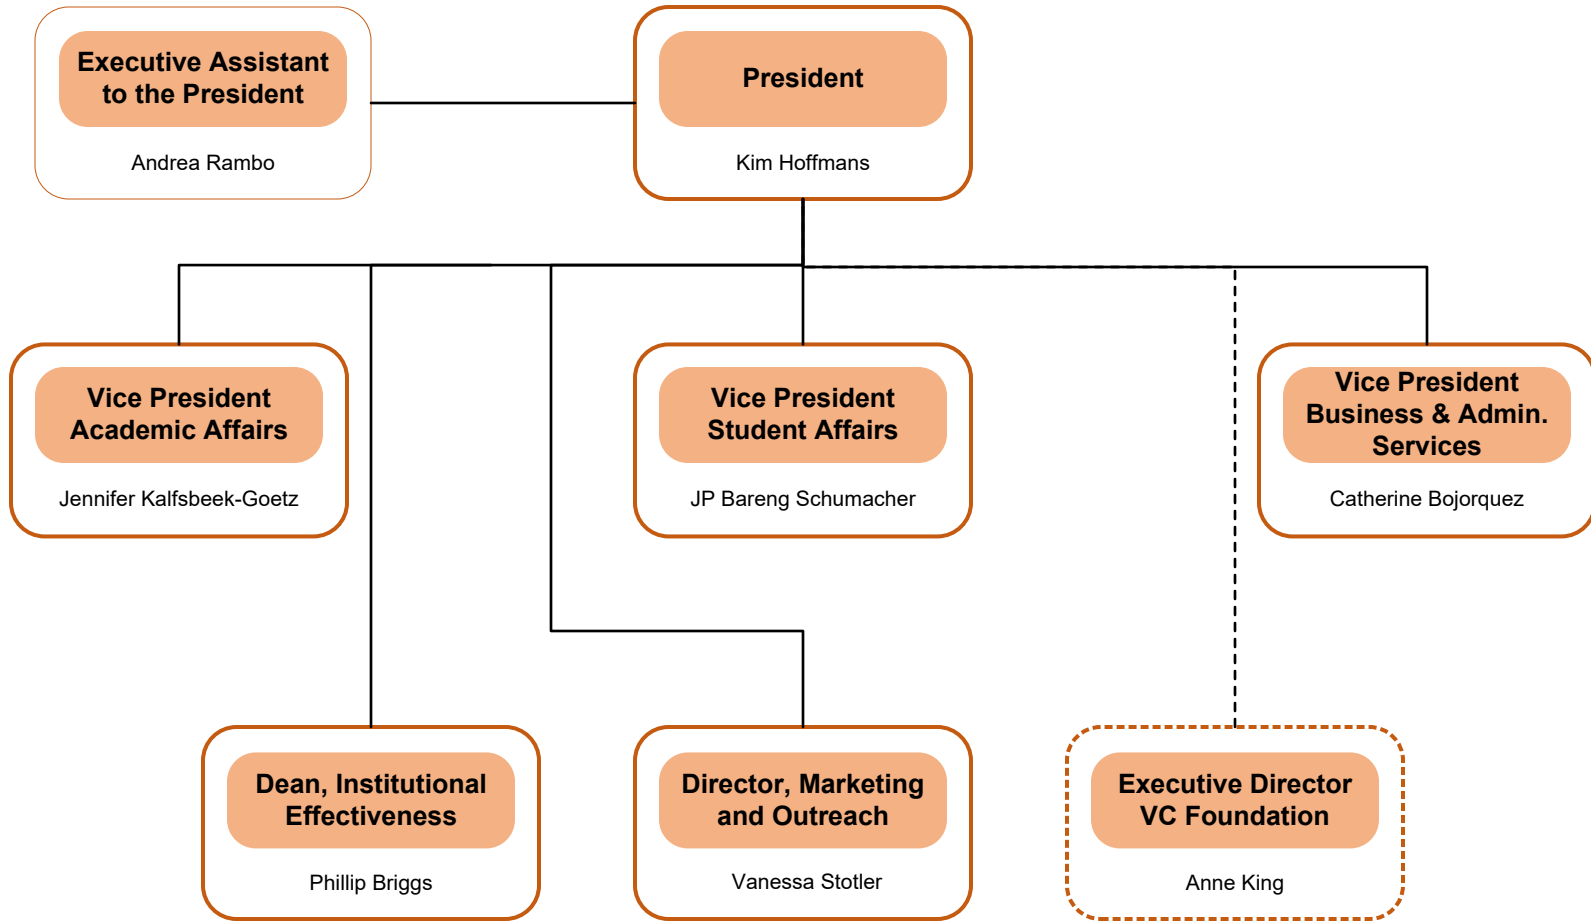 Executive Assistant
to the President
Andrea Rambo
President
Kim Hoffmans
Vice President
Academic Affairs
Jennifer Kalfsbeek-Goetz
Vice President
Student Affairs
JP Bareng Schumacher
Vice President
Business & Admin.
Services
Catherine Bojorquez
Dean, Institutional
Effectiveness
Phillip Briggs
Director, Marketing
and Outreach
Vanessa Stotler
Executive Director
VC Foundation
Anne King